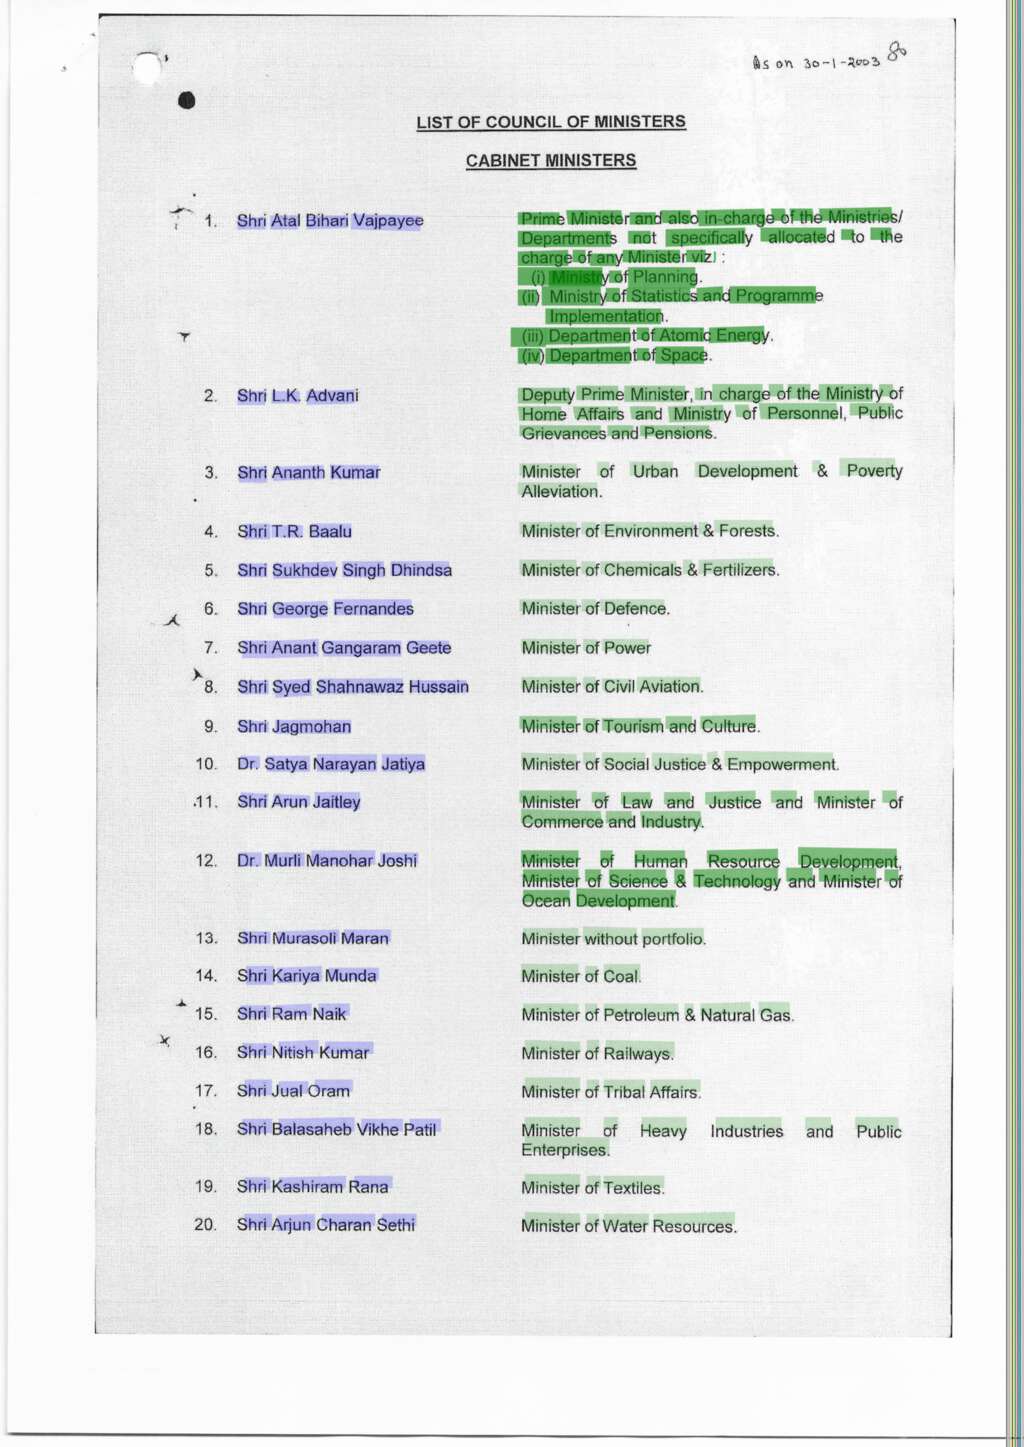 As on 30-1-2003 80
LIST OF COUNCIL OF MINISTERS
CABINET MINISTERS
1. Shri Atal Bihari Vajpayee Prime Minister and also in-charge of the Ministries/
Departments not specifically allocated to the
charge of any Minister viz :
(i) Ministry of Planning.
(ii) Ministry of Statistics and Programme
Implementation.
(iii) Department of Atomic Energy.
(iv) Department of Space.
2. Shri L.K. Advani Deputy Prime Minister, In charge of the Ministry of
Home Affairs and Ministry of Personnel, Public
Grievances and Pensions.
3. Shri Ananth Kumar Minister of Urban Development & Poverty
Alleviation.
4. Shri T.R. Baalu Minister of Environment & Forests.
5. Shri Sukhdev Singh Dhindsa Minister of Chemicals & Fertilizers.
6. Shri George Fernandes Minister of Defence.
7. Shri Anant Gangaram Geete Minister of Power
8. Shri Syed Shahnawaz Hussain Minister of Civil Aviation.
9. Shri Jagmohan Minister of Tourism and Culture.
10. Dr. Satya Narayan Jatiya Minister of Social Justice & Empowerment.
11. Shri Arun Jaitley Minister of Law and Justice and Minister of
Commerce and Industry.
12. Dr. Murli Manohar Joshi Minister of Human Resource Development,
Minister of Science & Technology and Minister of
Ocean Development.
13. Shri Murasoli Maran Minister without portfolio.
14. Shri Kariya Munda Minister of Coal.
15. Shri Ram Naik Minister of Petroleum & Natural Gas.
16. Shri Nitish Kumar Minister of Railways.
17. Shri Jual Oram Minister of Tribal Affairs.
18. Shri Balasaheb Vikhe Patil Minister of Heavy Industries and Public
Enterprises.
19. Shri Kashiram Rana Minister of Textiles.
20. Shri Arjun Charan Sethi Minister of Water Resources.